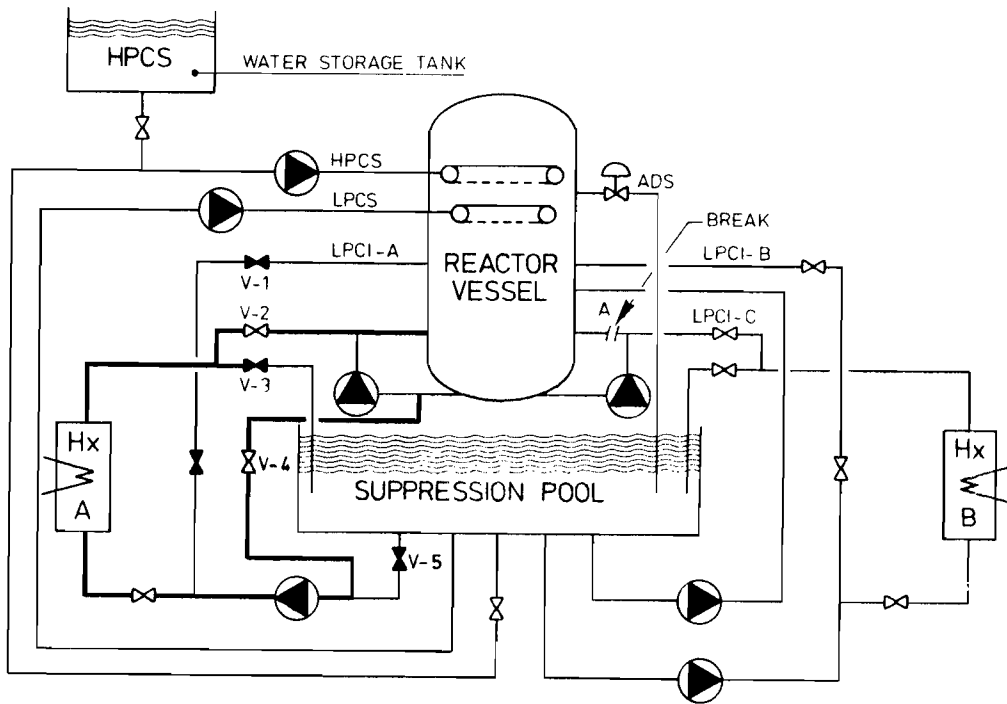 HPCS
WATER STORAGE TANK
HPCS
ADS
LPCS
BREAK
LPCI-A
REACTOR
VESSEL
LPCI-B
V-1
A
LPCI-C
V-2
V-3
Hx
A
V-4
SUPPRESSION POOL
Hx
B
V-5